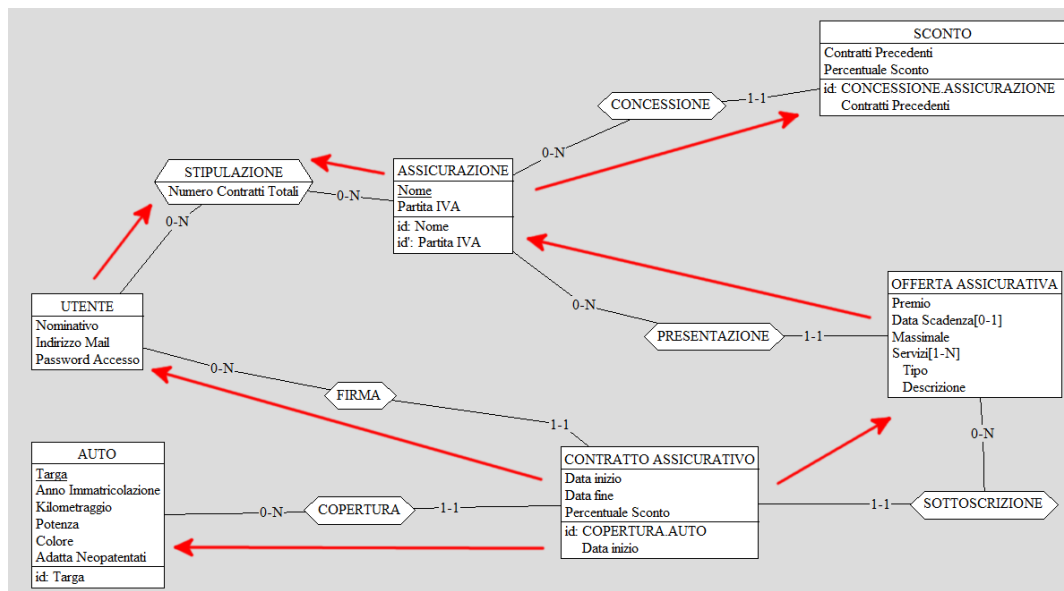 SCONTO
Contratti Precedenti
Percentuale Sconto
id: CONCESSIONE.ASSICURAZIONE
Contratti Precedenti
CONCESSIONE
1-1
0-N
STIPULAZIONE
Numero Contratti Totali
0-N
0-N
ASSICURAZIONE
Nome
Partita IVA
id: Nome
id': Partita IVA
0-N
PRESENTAZIONE
1-1
OFFERTA ASSICURATIVA
Premio
Data Scadenza[0-1]
Massimale
Servizi[1-N]
Tipo
Descrizione
UTENTE
Nominativo
Indirizzo Mail
Password Accesso
0-N
FIRMA
1-1
0-N
AUTO
Targa
Anno Immatricolazione
Kilometraggio
Potenza
Colore
Adatta Neopatentati
id: Targa
0-N
COPERTURA
1-1
CONTRATTO ASSICURATIVO
Data inizio
Data fine
Percentuale Sconto
id: COPERTURA.AUTO
Data inizio
1-1
SOTTOSCRIZIONE